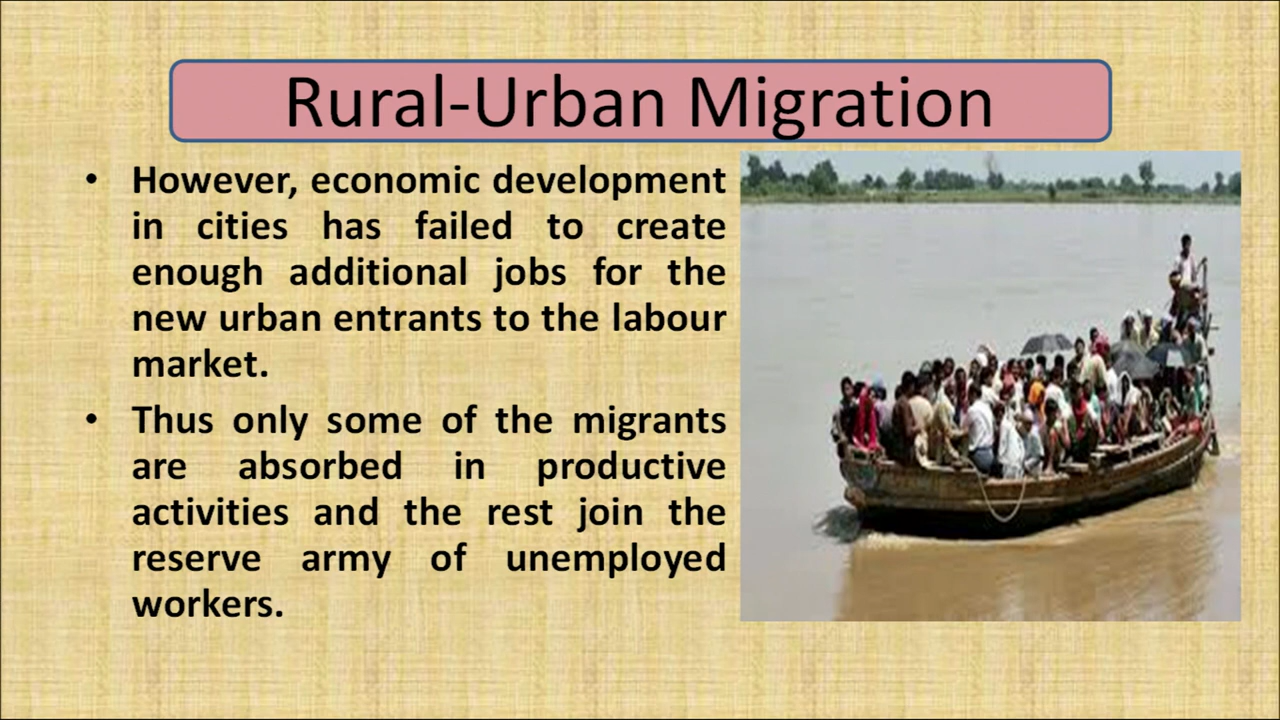 Rural-Urban Migration
• However, economic development
in cities has failed to create
enough additional jobs for the
new urban entrants to the labour
market.
• Thus only some of the migrants
are absorbed in productive
activities and the rest join the
reserve army of unemployed
workers.